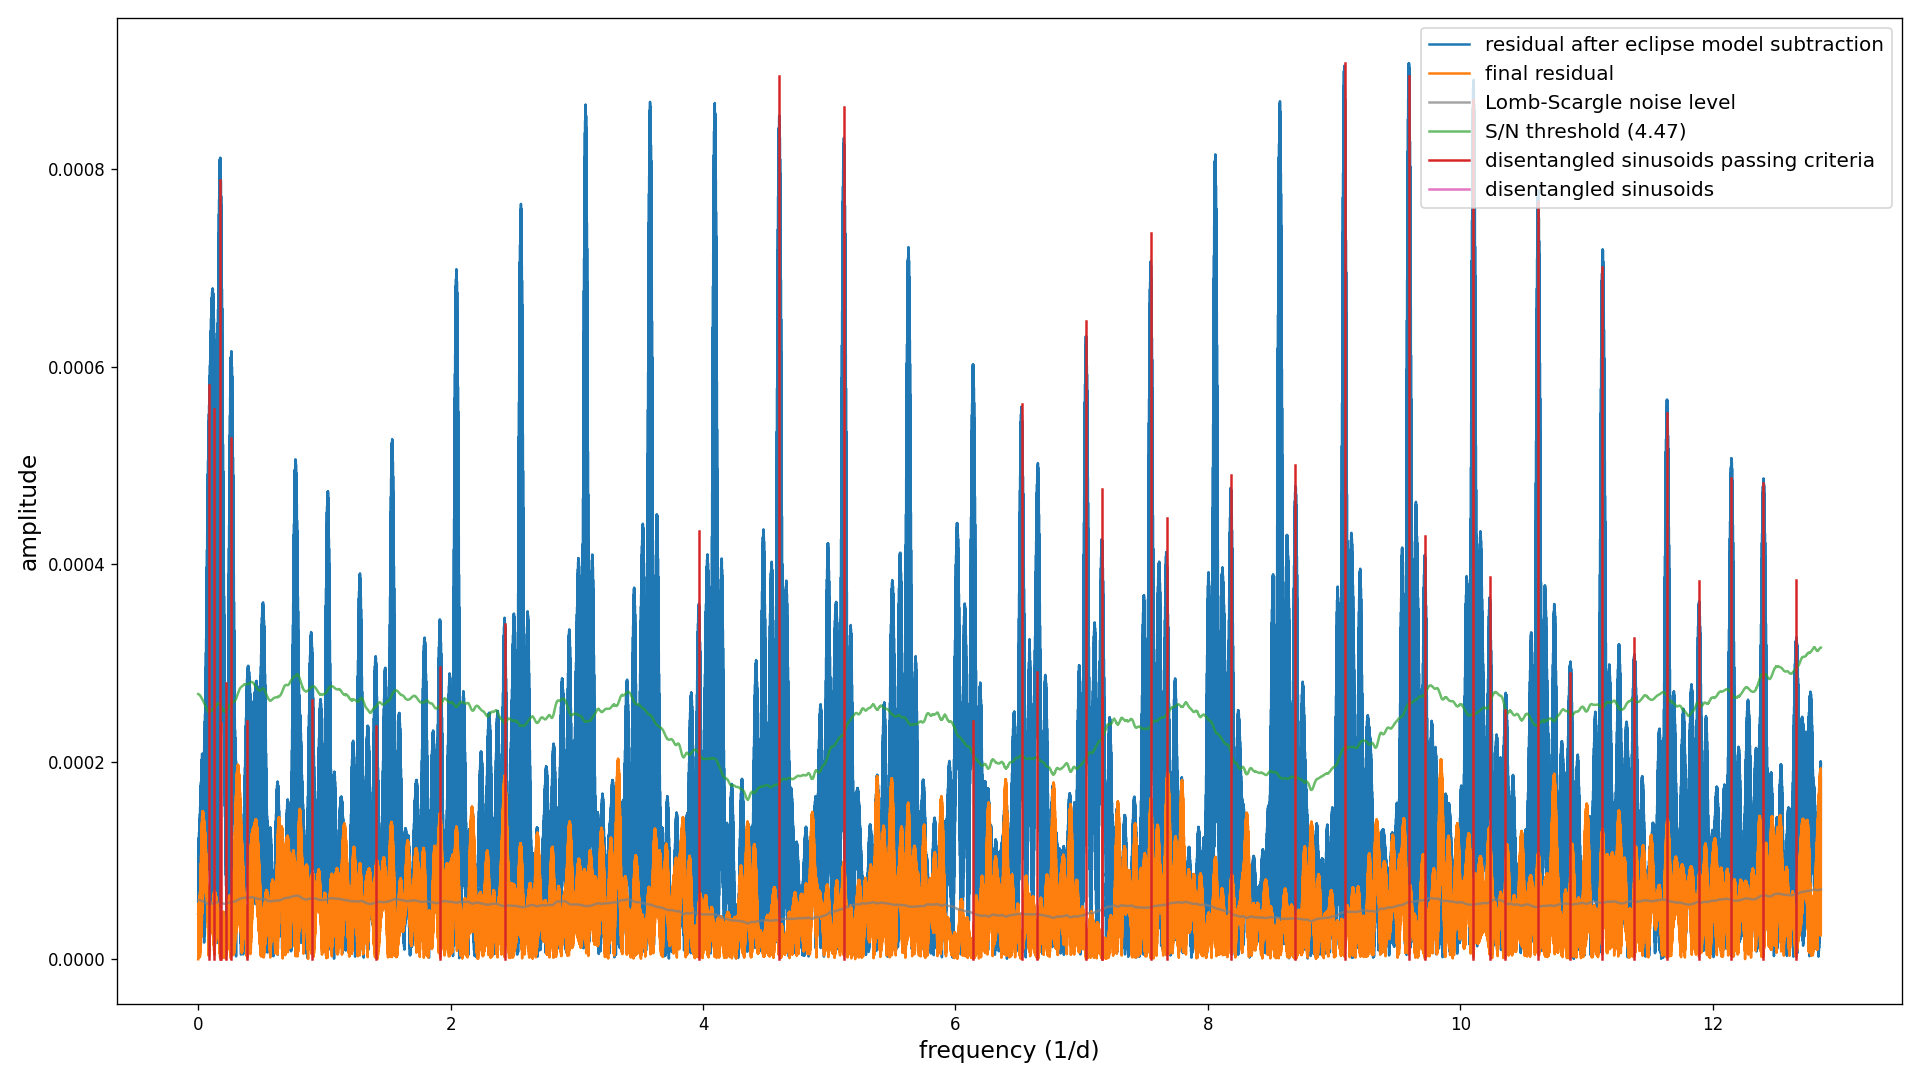 residual after eclipse model subtraction
final residual
Lomb-Scargle noise level
S/N threshold (4.47)
disentangled sinusoids passing criteria
disentangled sinusoids
0.0008
0.0006
0.0004
0.0002
0.0000
amplitude
0 2 4 6 8 10 12
frequency (1/d)